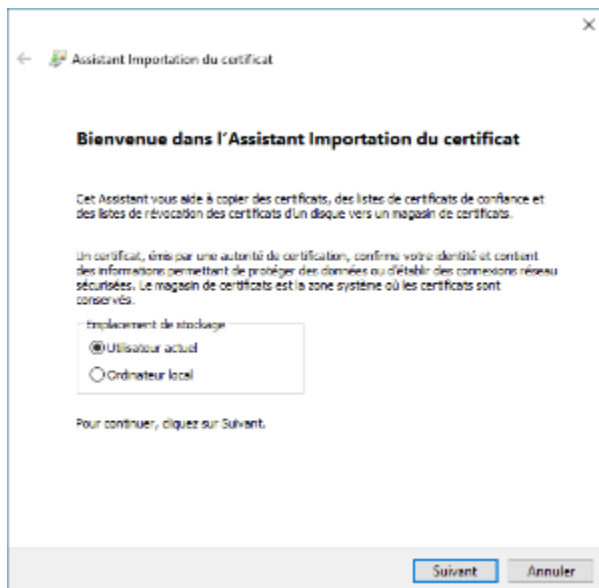 Assistant Importation du certificat
Bienvenue dans l'Assistant Importation du certificat
Cet Assistant vous aide à copier des certificats, des listes de certificats de confiance et
des listes de révocation des certificats d'un disque vers un magasin de certificats.
Un certificat, émis par une autorité de certification, confirme votre identité et contient
des informations permettant de protéger des données ou d'établir des connexions réseau
sécurisées. Le magasin de certificats est la zone système où les certificats sont
conservés.
Emplacement de stockage
Utilisateur actuel
Ordinateur local
Pour continuer, cliquez sur Suivant.
Suivant Annuler